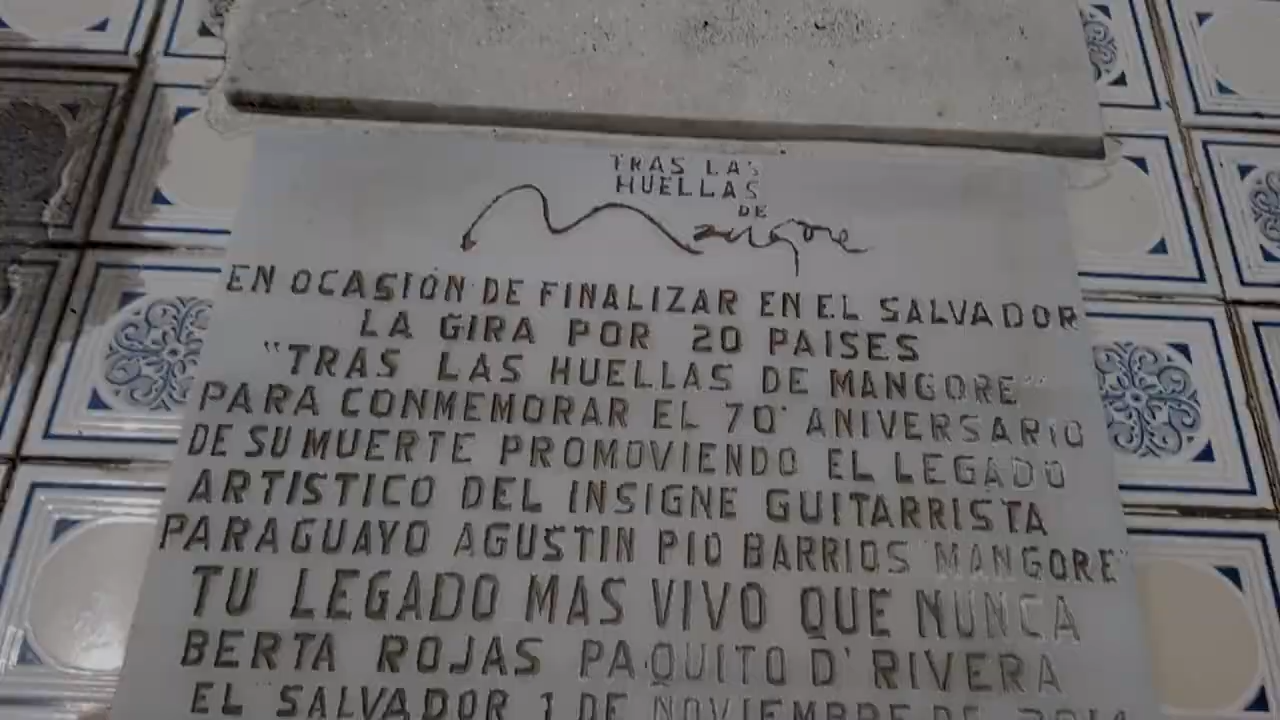 TRAS LAS
HUELLAS
DE
Mangore
EN OCASIÓN DE FINALIZAR EN EL SALVADOR
LA GIRA POR 20 PAISES
"TRAS LAS HUELLAS DE MANGORE"
PARA CONMEMORAR EL 70° ANIVERSARIO
DE SU MUERTE PROMOVIENDO EL LEGADO
ARTISTICO DEL INSIGNE GUITARRISTA
PARAGUAYO AGUSTIN PIO BARRIOS "MANGORE"
TU LEGADO MAS VIVO QUE NUNCA
BERTA ROJAS PAQUITO D'RIVERA
EL SALVADOR 1 DE NOVIEMBRE DE 2014